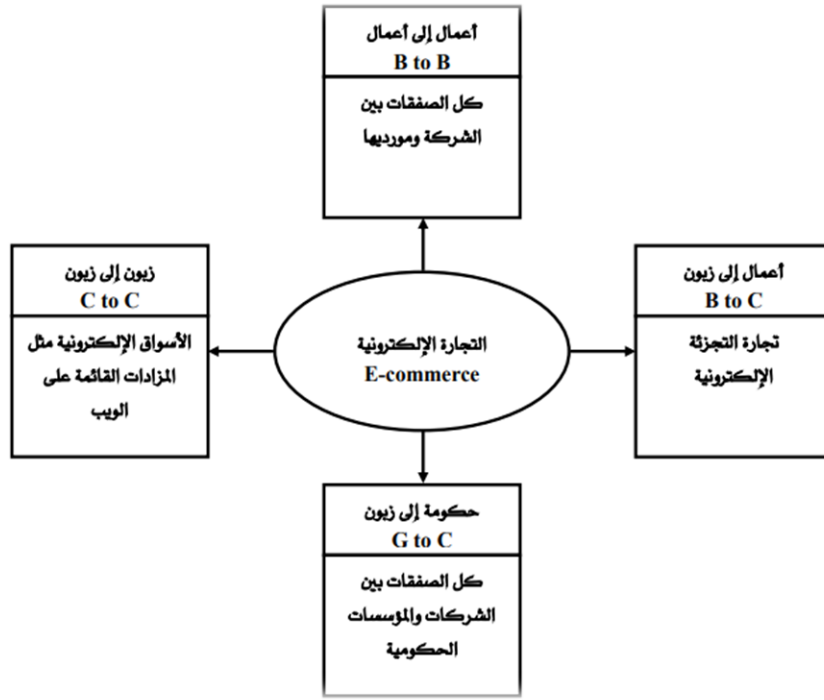 أعمال إلى أعمال
B to B
كل الصفقات بين
الشركة ومورديها
أعمال إلى زبون
B to C
تجارة التجزئة
الإلكترونية
التجارة الإلكترونية
E-commerce
زبون إلى زبون
C to C
الأسواق الإلكترونية مثل
المزادات القائمة على
الويب
حكومة إلى زبون
G to C
كل الصفقات بين
الشركات والمؤسسات
الحكومية